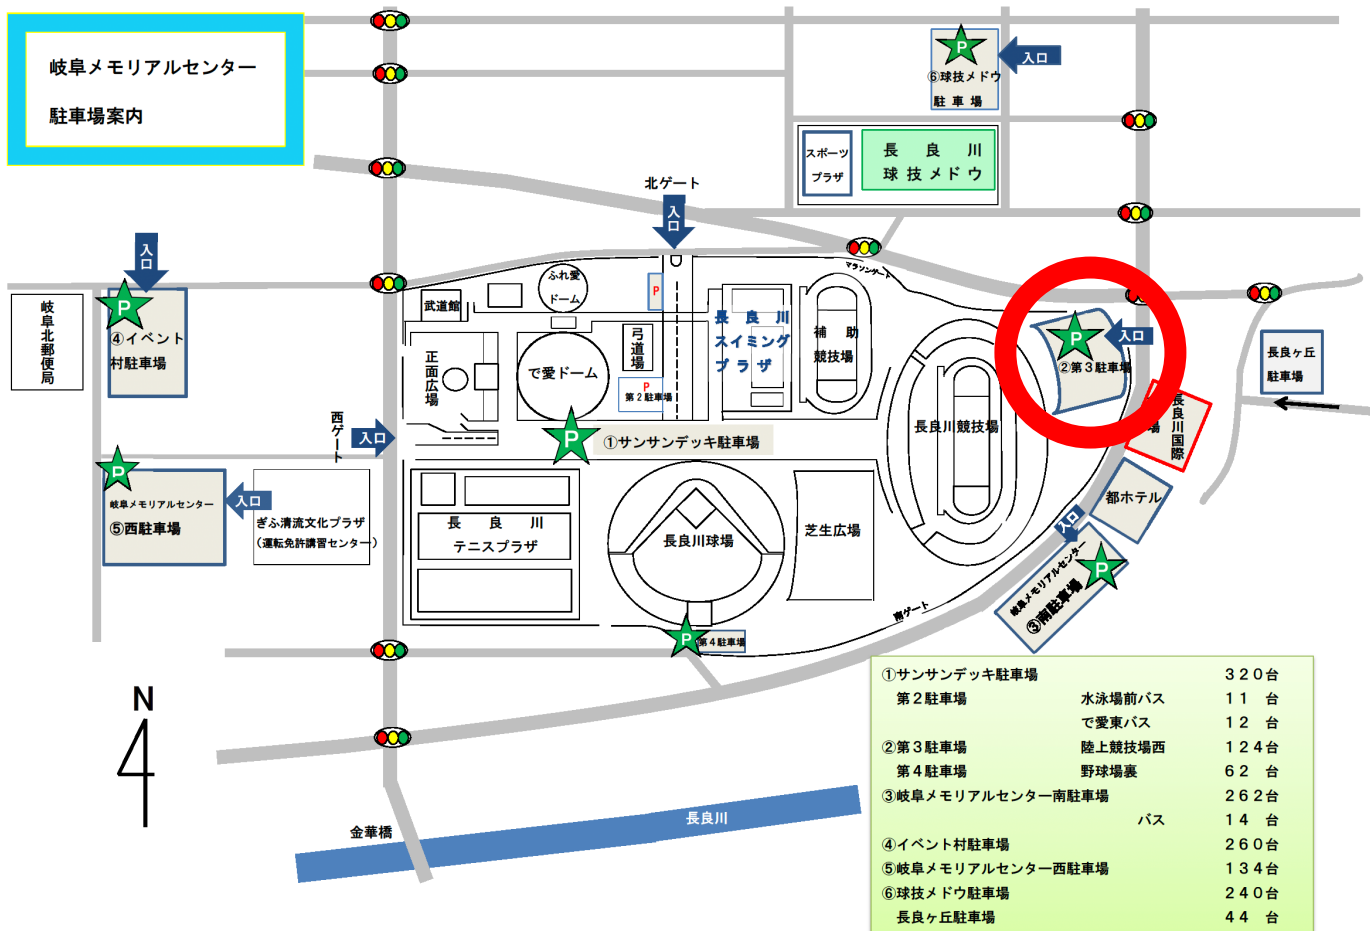 岐阜メモリアルセンター
駐車場案内
P
入口
⑥球技メドウ
駐車場
スポーツ
プラザ
長良川
球技メドウ
北ゲート
入口
入口
P
④イベント
村駐車場
岐阜北郵便局
武道館
ふれ愛
ドーム
P
弓道場
P
第2駐車場
長良川
スイミング
プラザ
マラソンゲート
補助
競技場
正面広場
で愛ドーム
長良川競技場
P
入口
②第3駐車場
長良ヶ丘
駐車場
長良川国際
場
西ゲート
入口
P
①サンサンデッキ駐車場
P
岐阜メモリアルセンター
⑤西駐車場
入口
ぎふ清流文化プラザ
(運転免許講習センター)
長良川
テニスプラザ
長良川球場
芝生広場
都ホテル
入口
P
岐阜メモリアルセンター
③南駐車場
南ゲート
P
第4駐車場
N
金華橋
長良川
①サンサンデッキ駐車場 320台
第2駐車場 水泳場前バス 11 台
で愛東バス 12 台
②第3駐車場 陸上競技場西 124台
第4駐車場 野球場裏 62 台
③岐阜メモリアルセンター南駐車場 262台
バス 14 台
④イベント村駐車場 260台
⑤岐阜メモリアルセンター西駐車場 134台
⑥球技メドウ駐車場 240台
長良ヶ丘駐車場 44 台